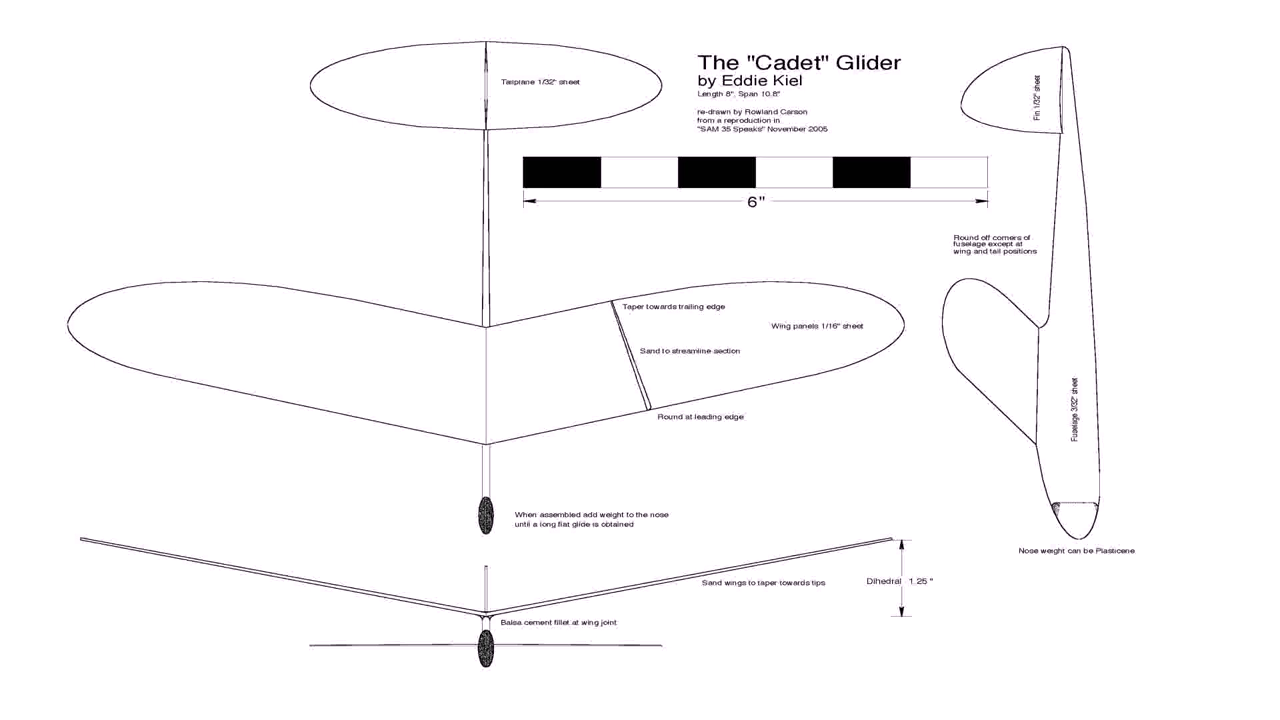 The "Cadet" Glider
by Eddie Kiel
Length 8", Span 10.8"
re-drawn by Rowland Carson
from a reproduction in
"SAM 35 Speaks" November 2005
Tailplane 1/32" sheet
Fin 1/32" sheet
6"
Round off corners of
fuselage except at
wing and tail positions
Taper towards trailing edge
Wing panels 1/16" sheet
Sand to streamline section
Round at leading edge
Fuselage 3/32" sheet
When assembled add weight to the nose
until a long flat glide is obtained
Nose weight can be Plasticene
Sand wings to taper towards tips
Dihedral 1.25 "
Balsa cement fillet at wing joint